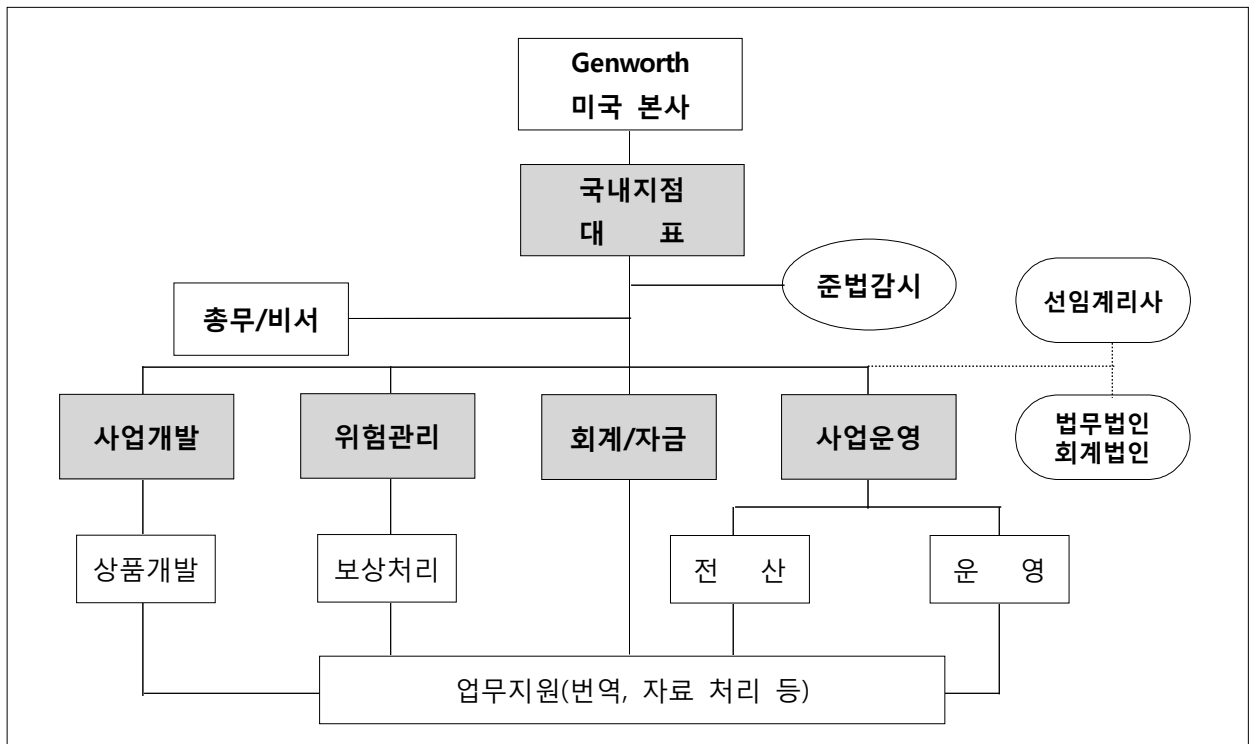 Genworth
미국 본사
국내지점
대 표
준법감시
선임계리사
총무/비서
사업개발
위험관리
회계/자금
사업운영
법무법인
회계법인
상품개발
보상처리
전 산
운 영
업무지원(번역, 자료 처리 등)